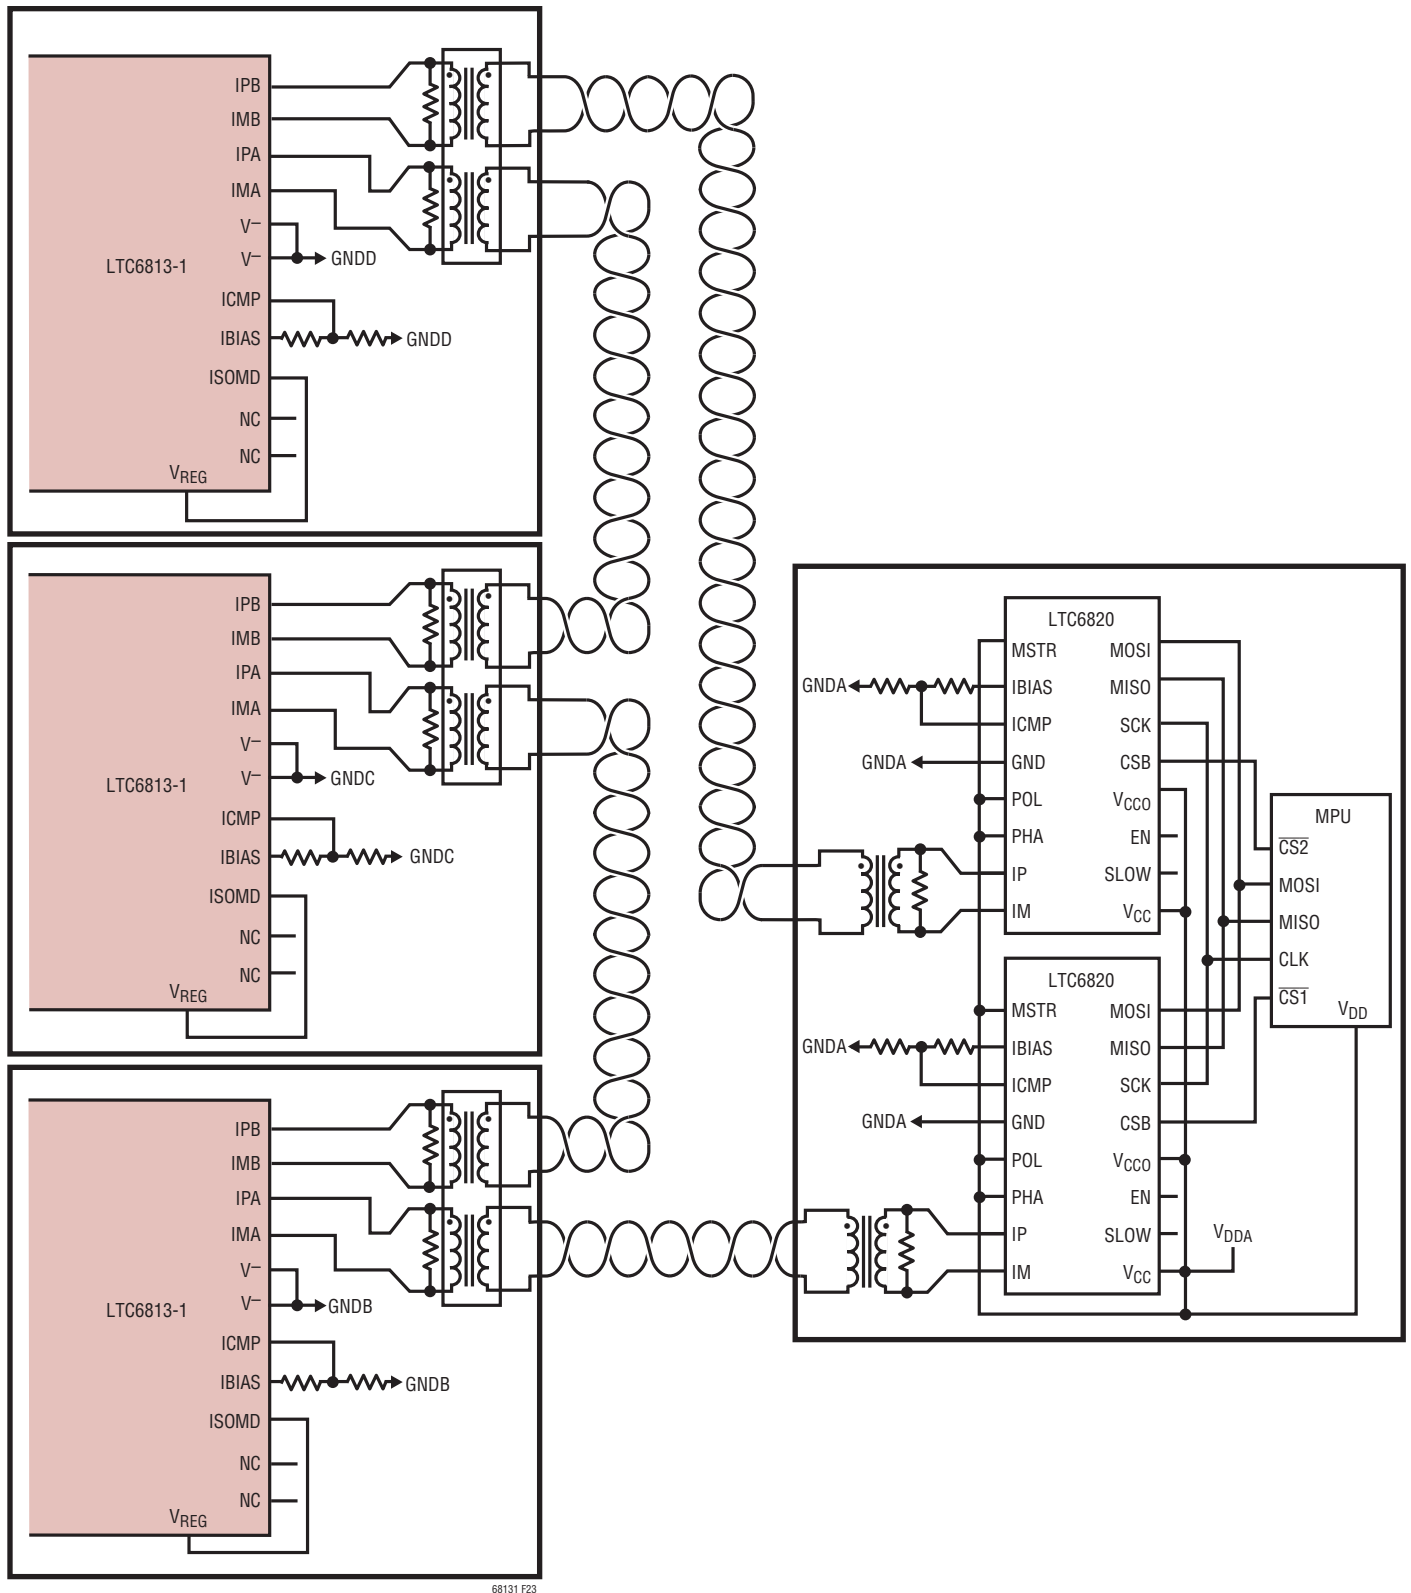 IPB
IMB
IPA
IMA
V–
V–
GNDD
LTC6813-1
ICMP
IBIAS
GNDD
ISOMD
NC
NC
VREG
IPB
IMB
IPA
IMA
V–
V–
GNDC
LTC6813-1
ICMP
IBIAS
GNDC
ISOMD
NC
NC
VREG
IPB
IMB
IPA
IMA
V–
V–
GNDB
LTC6813-1
ICMP
IBIAS
GNDB
ISOMD
NC
NC
VREG
LTC6820
MSTR MOSI
GNDA IBIAS MISO
ICMP SCK
GNDA GND CSB
POL VCCO
PHA EN
IP SLOW
IM VCC
MPU
CS2
MOSI
MISO
CLK
CS1
VDD
LTC6820
MSTR MOSI
GNDA IBIAS MISO
ICMP SCK
GNDA GND CSB
POL VCCO
PHA EN
IP SLOW
VDDA
IM VCC
68131 F23